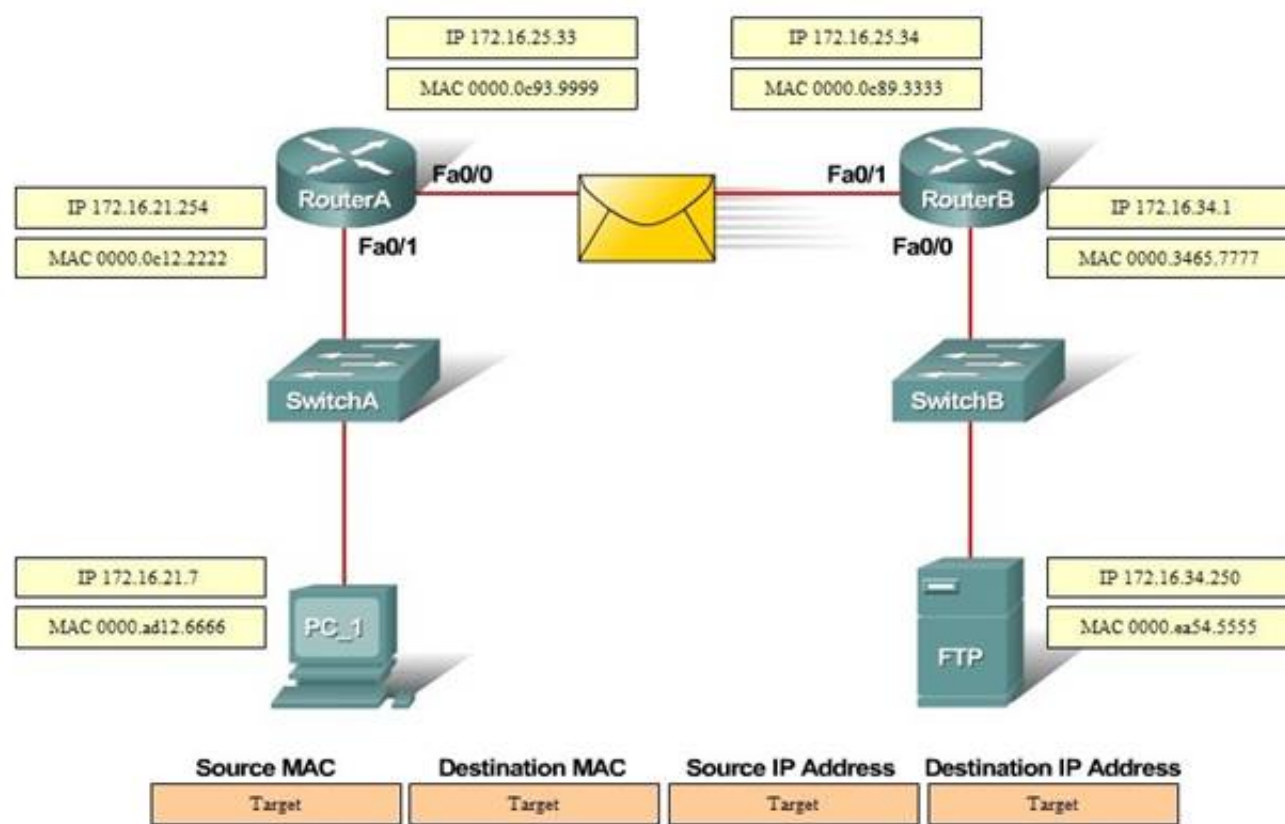 IP 172.16.25.33
IP 172.16.25.34
MAC 0000.0c93.9999
MAC 0000.0c89.3333
Fa0/0
Fa0/1
RouterA
RouterB
IP 172.16.21.254
IP 172.16.34.1
Fa0/1
Fa0/0
MAC 0000.0c12.2222
MAC 0000.3465.7777
SwitchA
SwitchB
IP 172.16.21.7
IP 172.16.34.250
MAC 0000.ad12.6666
PC_1
MAC 0000.ea54.5555
FTP
Source MAC
Destination MAC
Source IP Address
Destination IP Address
Target
Target
Target
Target